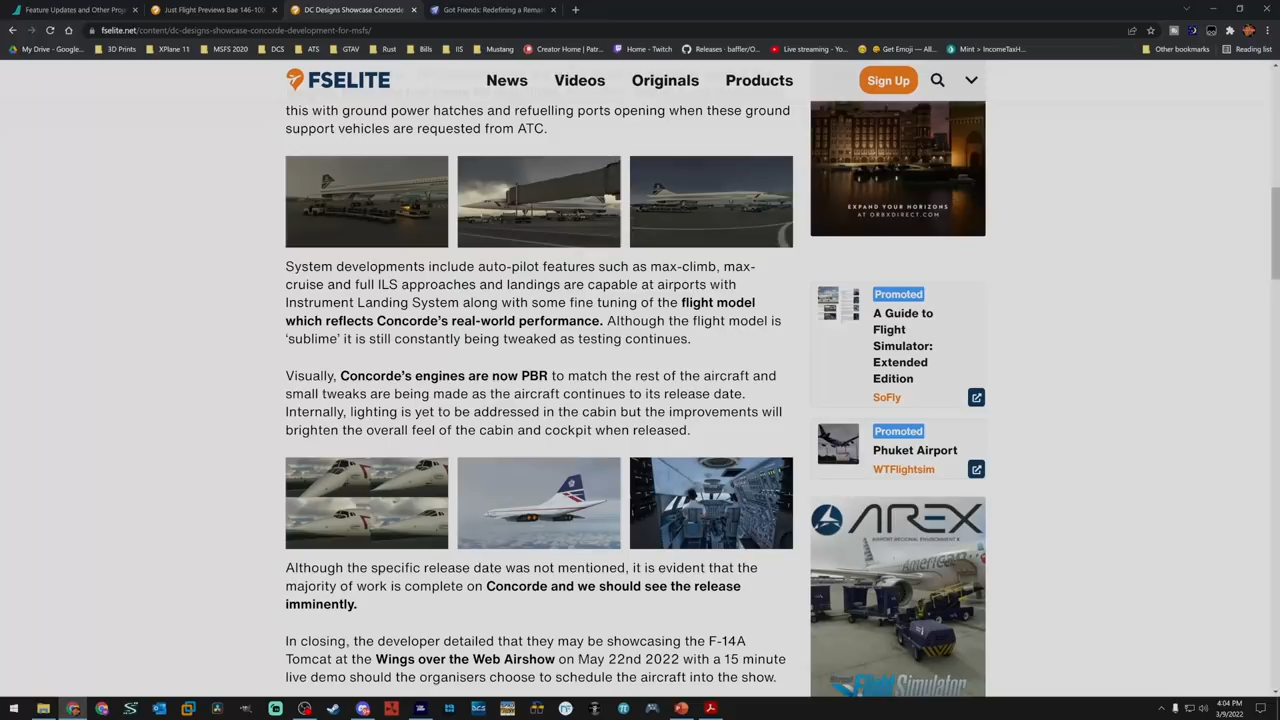 Feature Updates and Other Proj
Just Flight Previews Bae 146-100
DC Designs Showcase Concorde
Got Friends: Redefining a Remar
fselite.net/content/dc-designs-showcase-concorde-development-for-msfs/
My Drive - Google...
3D Prints
XPlane 11
MSFS 2020
DCS
ATS
GTAV
Rust
Bills
IIS
Mustang
Creator Home | Patr...
Home - Twitch
Releases · baffler/O...
Live streaming - Yo...
Get Emoji — All Em...
Mint > IncomeTaxH...
Other bookmarks
Reading list
FSELITE
News
Videos
Originals
Products
Sign Up
this with ground power hatches and refuelling ports opening when these ground
support vehicles are requested from ATC.
EXPAND YOUR HORIZONS
AT ORBXDIRECT.COM
System developments include auto-pilot features such as max-climb, max-
cruise and full ILS approaches and landings are capable at airports with
Instrument Landing System along with some fine tuning of the flight model
which reflects Concorde's real-world performance. Although the flight model is
'sublime' it is still constantly being tweaked as testing continues.
Promoted
A Guide to
Flight
Simulator:
Extended
Edition
SoFly
Visually, Concorde's engines are now PBR to match the rest of the aircraft and
small tweaks are being made as the aircraft continues to its release date.
Internally, lighting is yet to be addressed in the cabin but the improvements will
brighten the overall feel of the cabin and cockpit when released.
Promoted
Phuket Airport
WTFlightsim
AREX
American
Flight Simulator
Although the specific release date was not mentioned, it is evident that the
majority of work is complete on Concorde and we should see the release
imminently.
In closing, the developer detailed that they may be showcasing the F-14A
Tomcat at the Wings over the Web Airshow on May 22nd 2022 with a 15 minute
live demo should the organisers choose to schedule the aircraft into the show.
4:04 PM
3/9/2022